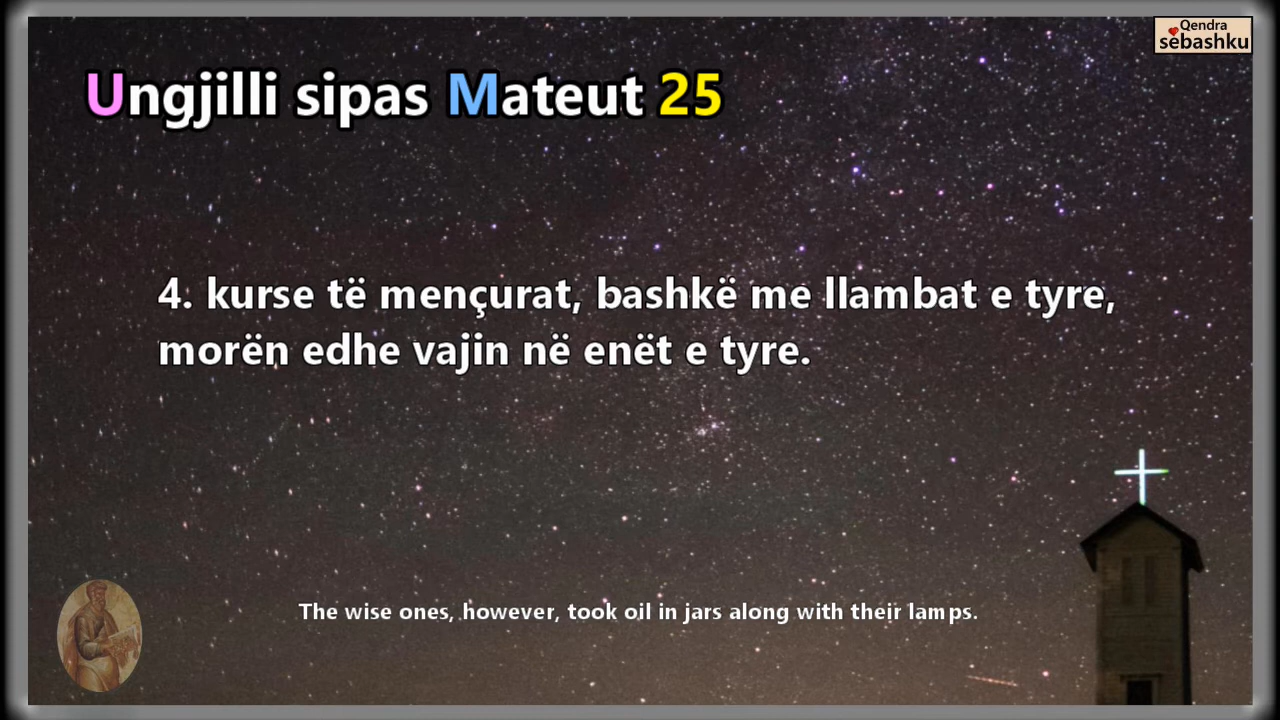 Qendra
sëbashku
Ungjilli sipas Mateut 25
4. kurse të mençurat, bashkë me llambat e tyre,
morën edhe vajin në enët e tyre.
The wise ones, however, took oil in jars along with their lamps.